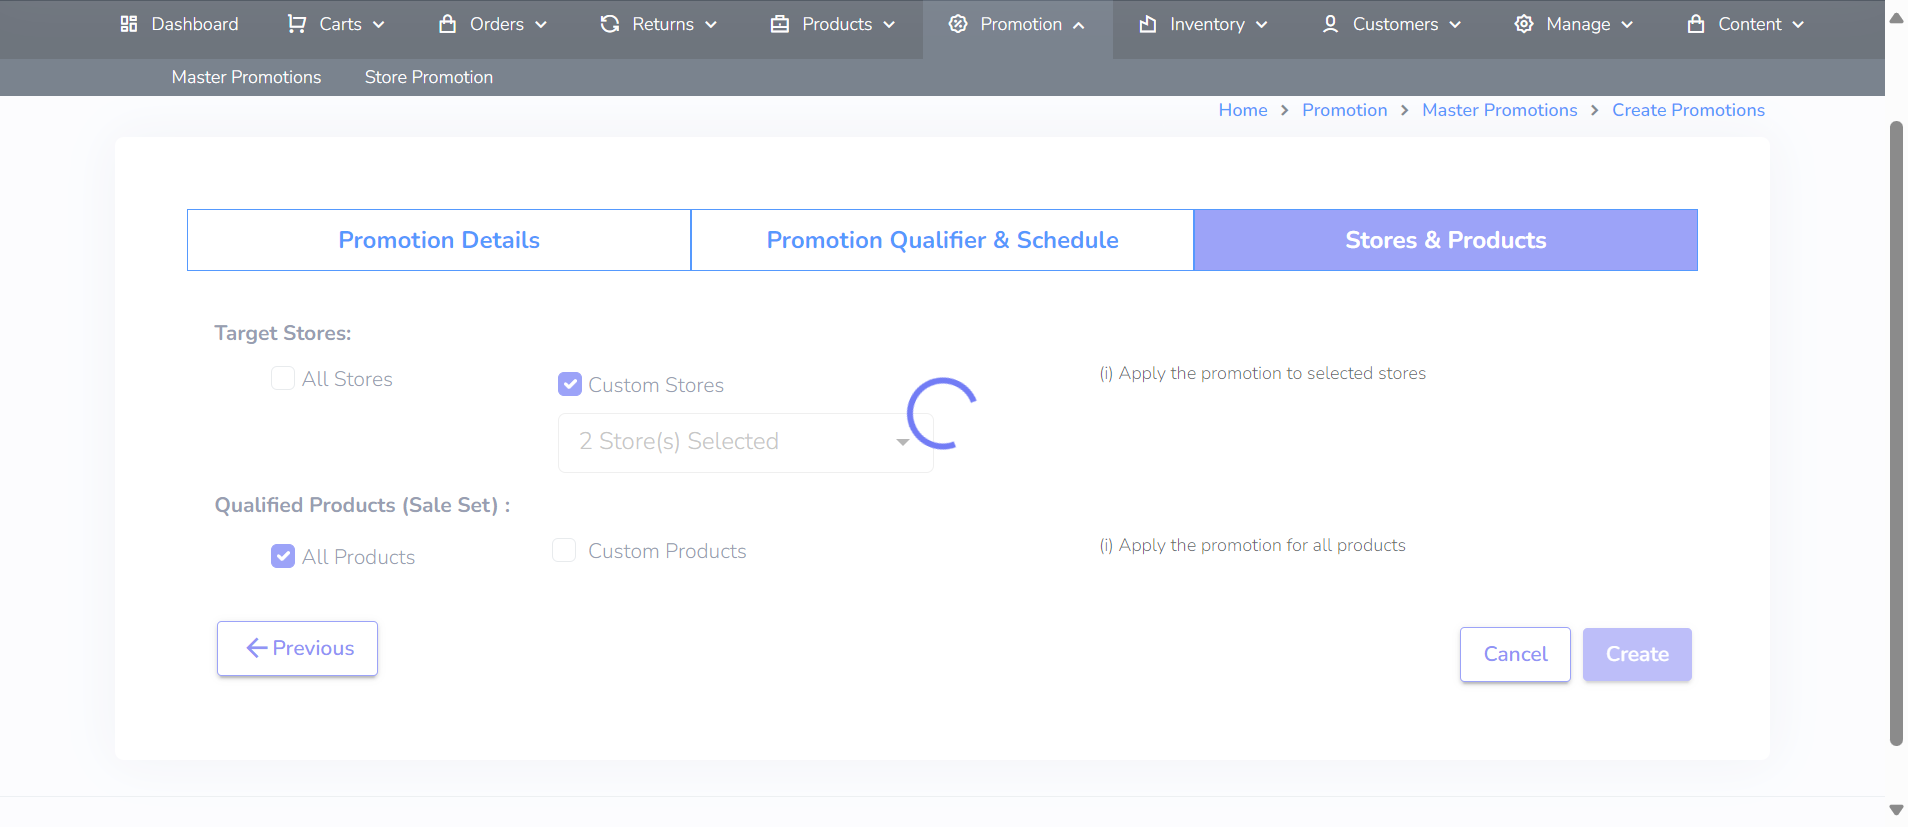 Dashboard Carts Orders Returns Products Promotion Inventory Customers Manage Content
Master Promotions Store Promotion
Home > Promotion > Master Promotions > Create Promotions
Promotion Details Promotion Qualifier & Schedule Stores & Products
Target Stores:
All Stores Custom Stores (i) Apply the promotion to selected stores
2 Store(s) Selected
Qualified Products (Sale Set) :
All Products Custom Products (i) Apply the promotion for all products
Previous Cancel Create